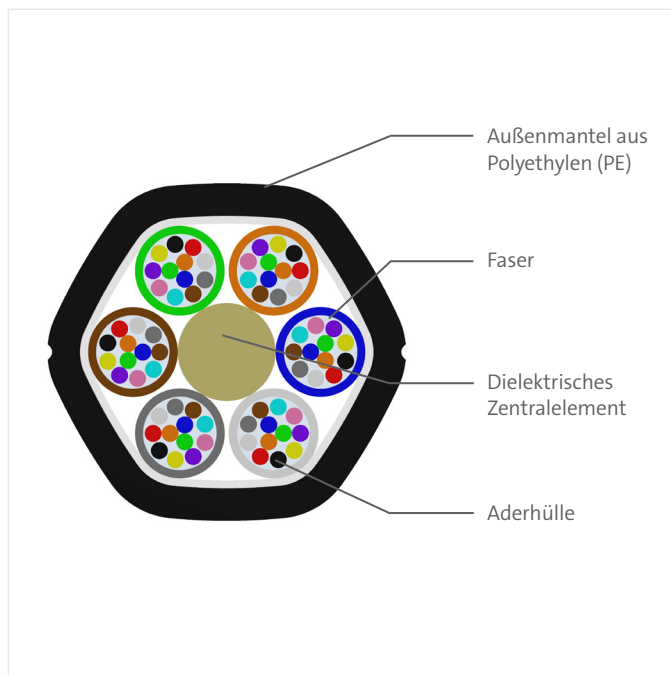 Außenmantel aus
Polyethylen (PE)
Faser
Dielektrisches
Zentralelement
Aderhülle